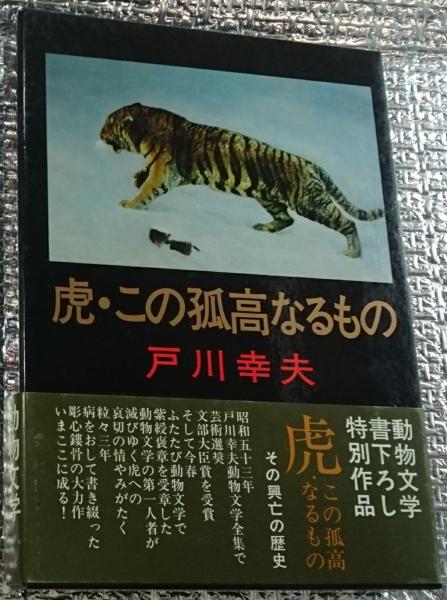 虎・この孤高なるもの
戸川幸夫
動物文学
書下ろし
特別作品
虎・この孤高
なるもの
その興亡の歴史
昭和五十三年
戸川幸夫動物文学全集で
芸術選奨
文部大臣賞を受賞
そして今春
ふたたび動物文学で
紫綬褒章を受章した
動物文学の第一人者が
滅びゆく虎への
哀切の情やみがたく
粒々三年
病をおして書き綴った
彫心鏤骨の大力作
いまここに成る!
動物文学